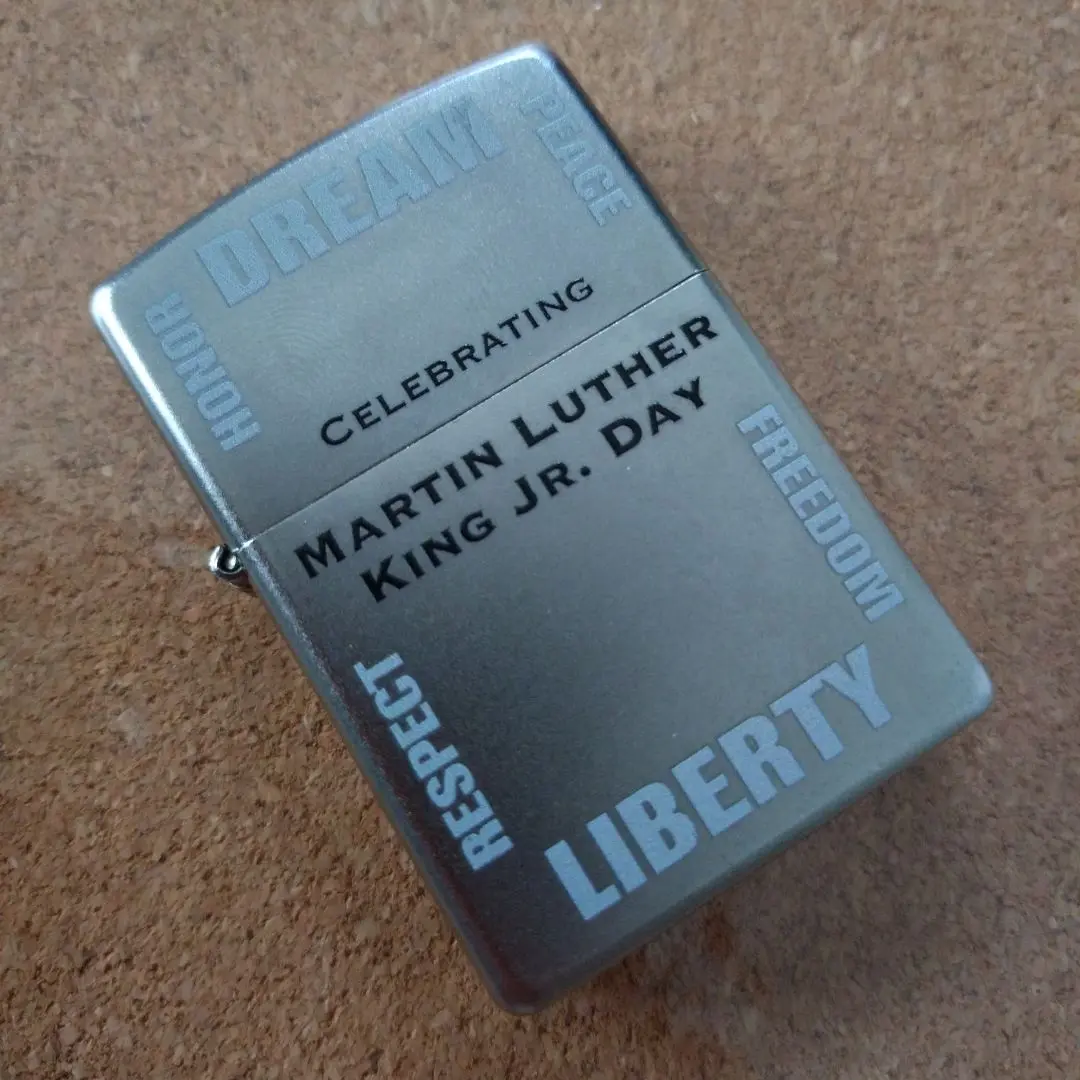 DREAM
PEACE
HONOR
CELEBRATING
MARTIN LUTHER
KING JR. DAY
FREEDOM
RESPECT
LIBERTY